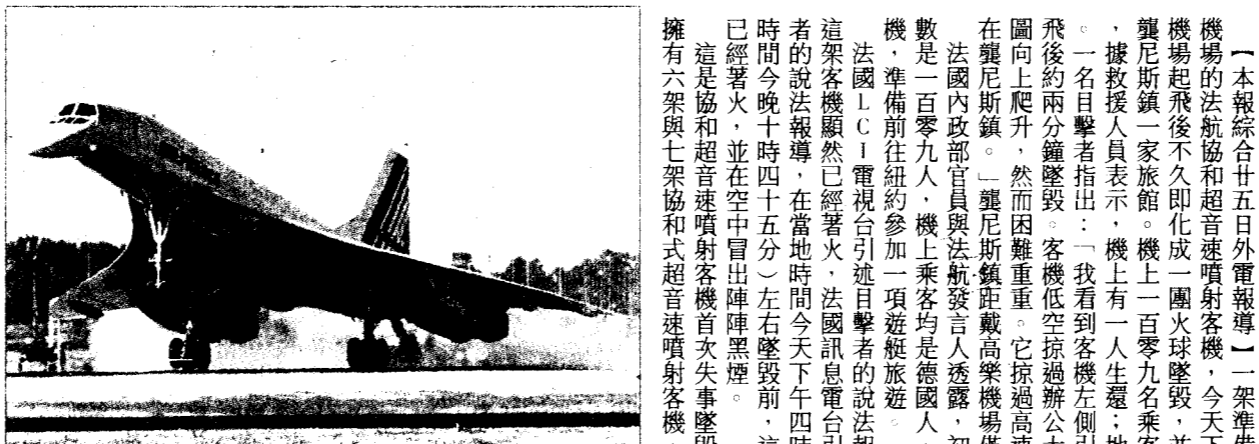 【本報綜合廿五日外電報導】一架準備
機場的法航協和超音速噴射客機，今天下
機場起飛後不久即化成一團火球墜毀，並
龔尼斯鎮一家旅館。機上一百零九名乘客
，據救援人員表示，機上有一人生還；地
。一名目擊者指出：「我看到客機左側引
飛後約兩分鐘墜毀。客機低空掠過辦公大
圖向上爬升，然而困難重重。它掠過高速
在龔尼斯鎮。」龔尼斯鎮距戴高樂機場僅
法國內政部官員與法航發言人透露，初
數是一百零九人，機上乘客均是德國人，
機，準備前往紐約參加一項遊艇旅遊
法國LCI電視台引述目擊者的說法報
這架客機顯然已經著火，法國訊息電台引
者的說法報導，在當地時間今天下午四時
時間今晚十時四十五分）左右墜毀前，這
已經著火，並在空中冒出陣陣黑煙。
這是協和超音速噴射客機首次失事墜毀
擁有六架與七架協和式超音速噴射客機，